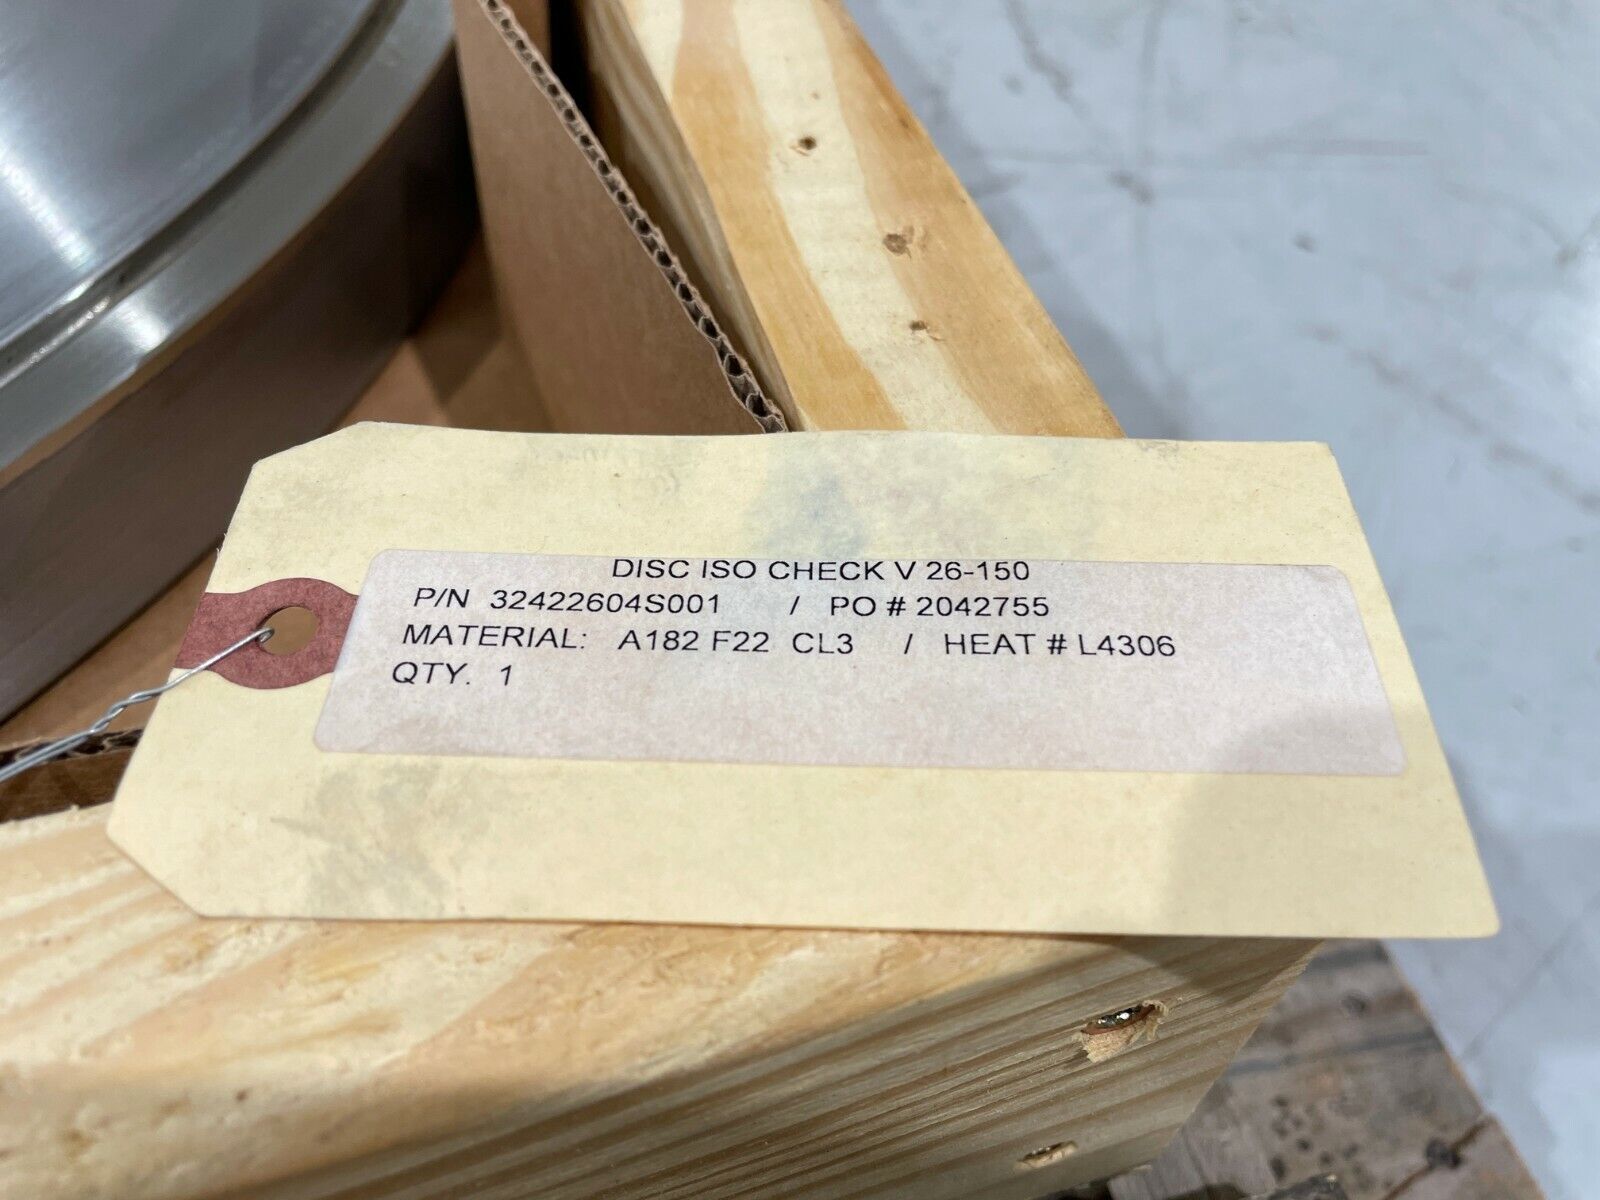 DISC ISO CHECK V 26-150
P/N 32422604S001 / PO # 2042755
MATERIAL: A182 F22 CL3 / HEAT # L4306
QTY. 1